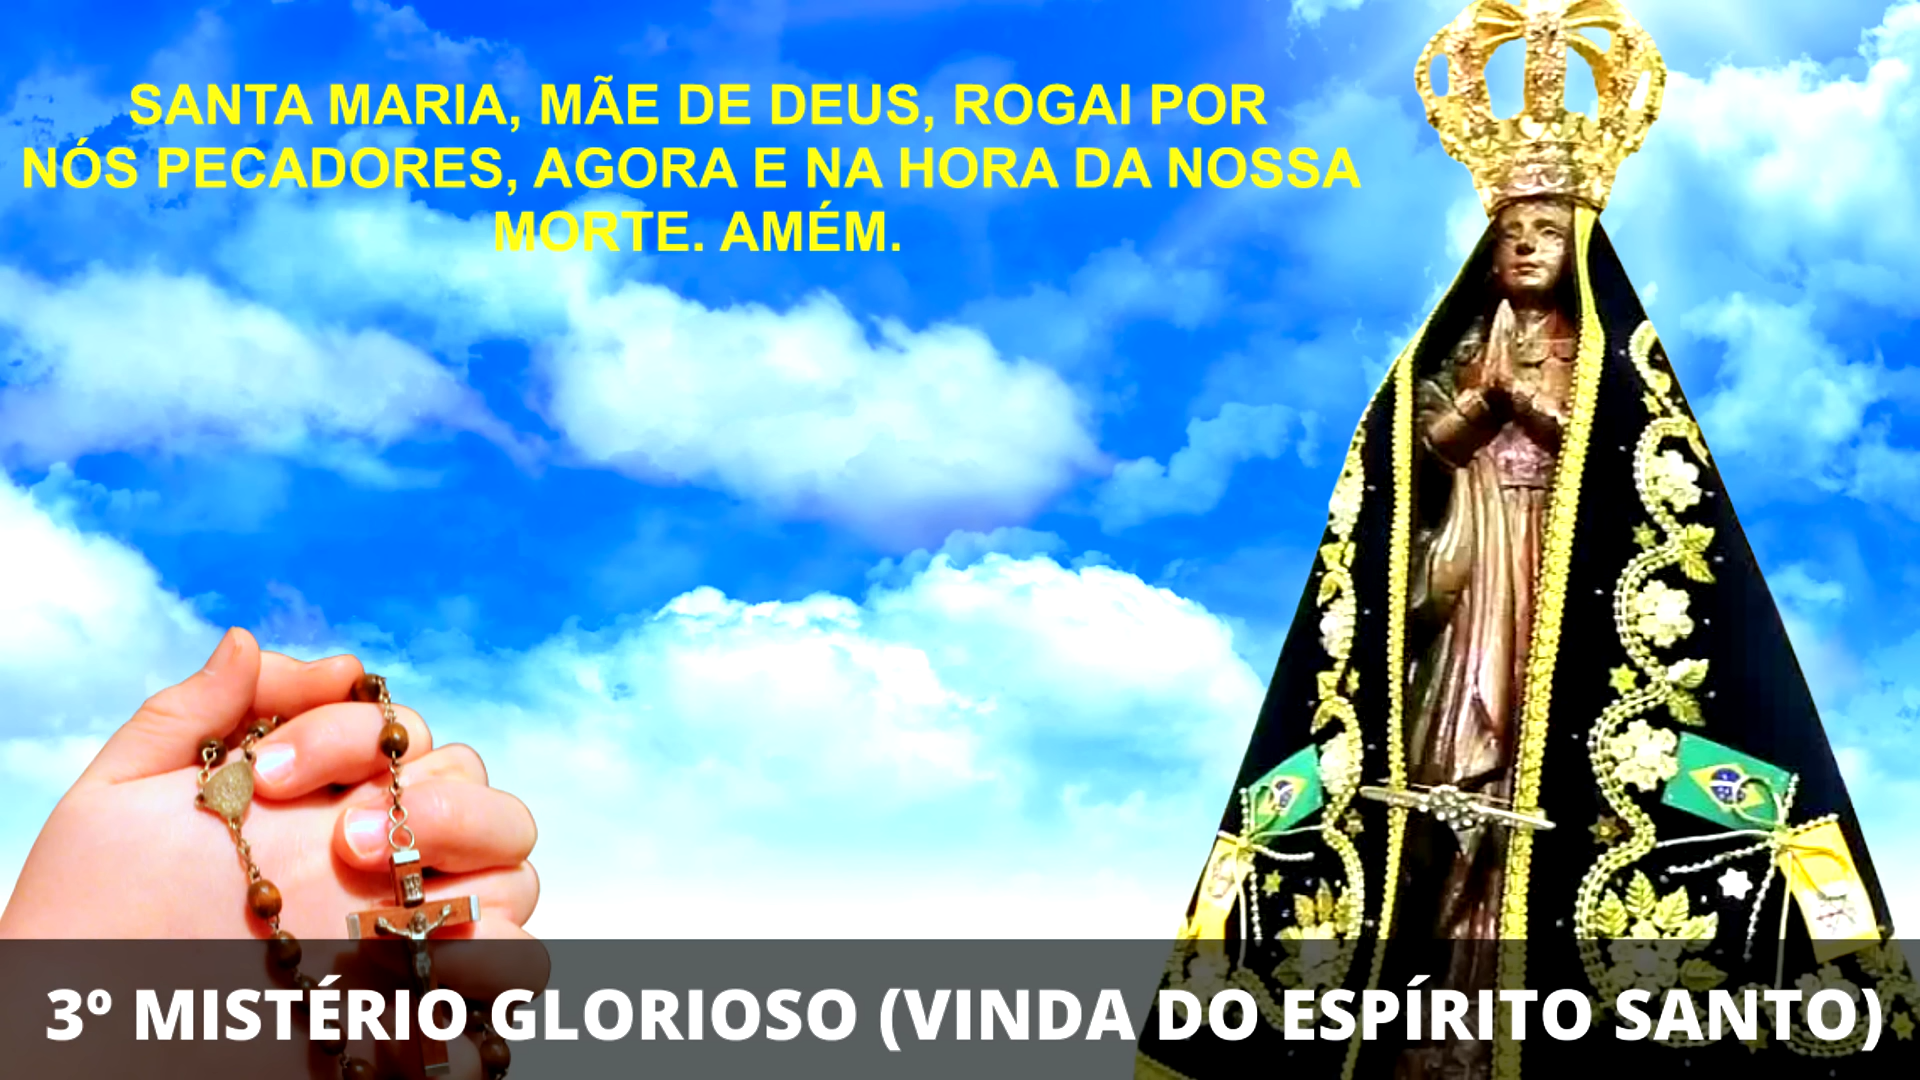 SANTA MARIA, MÃE DE DEUS, ROGAI POR
NÓS PECADORES, AGORA E NA HORA DA NOSSA
MORTE. AMÉM.
3º MISTÉRIO GLORIOSO (VINDA DO ESPÍRITO SANTO)